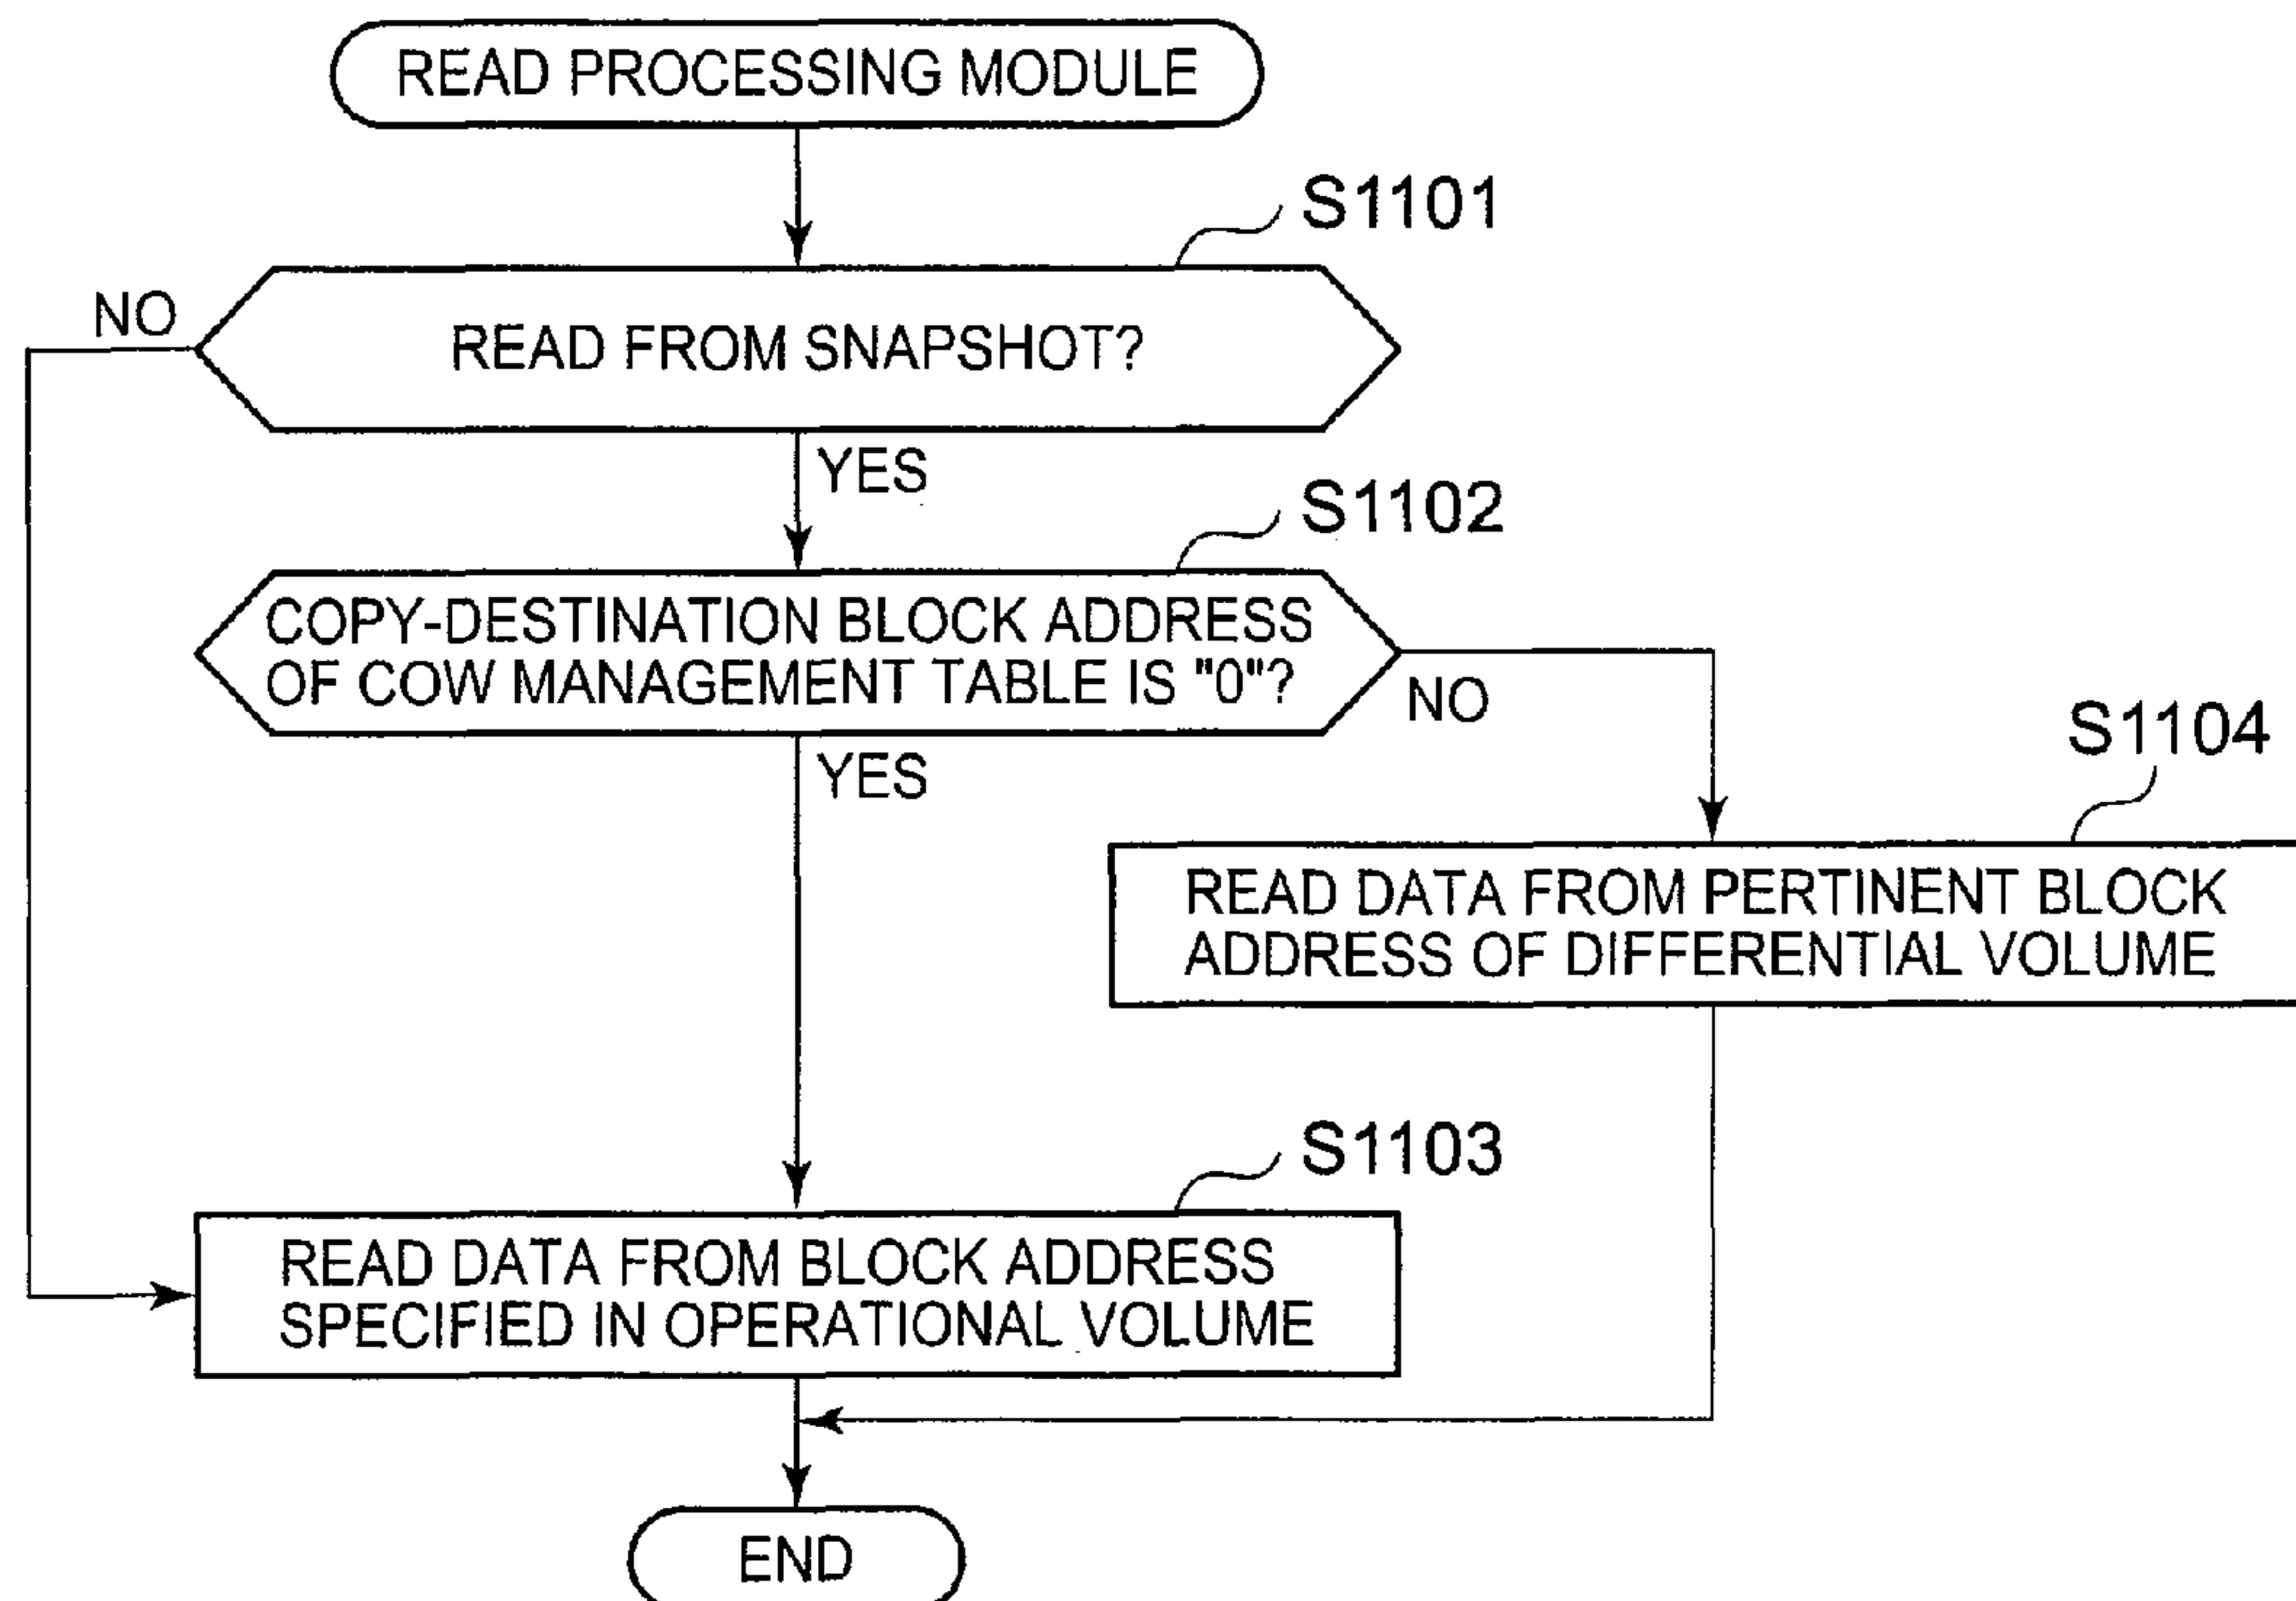 READ PROCESSING MODULE
S1101
NO
READ FROM SNAPSHOT?
YES
S1102
COPY-DESTINATION BLOCK ADDRESS
OF COW MANAGEMENT TABLE IS "0"?
NO
YES
S1104
READ DATA FROM PERTINENT BLOCK
ADDRESS OF DIFFERENTIAL VOLUME
S1103
READ DATA FROM BLOCK ADDRESS
SPECIFIED IN OPERATIONAL VOLUME
END